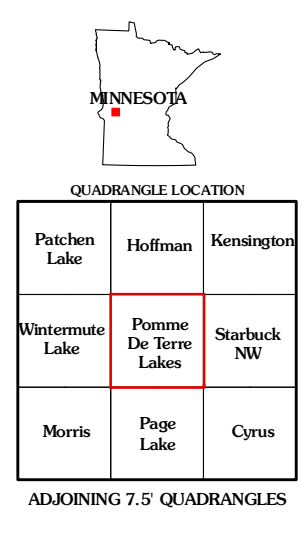 MINNESOTA
QUADRANGLE LOCATION
Patchen
Lake
Hoffman
Kensington
Wintermute
Lake
Pomme
De Terre
Lakes
Starbuck
NW
Morris
Page
Lake
Cyrus
ADJOINING 7.5' QUADRANGLES